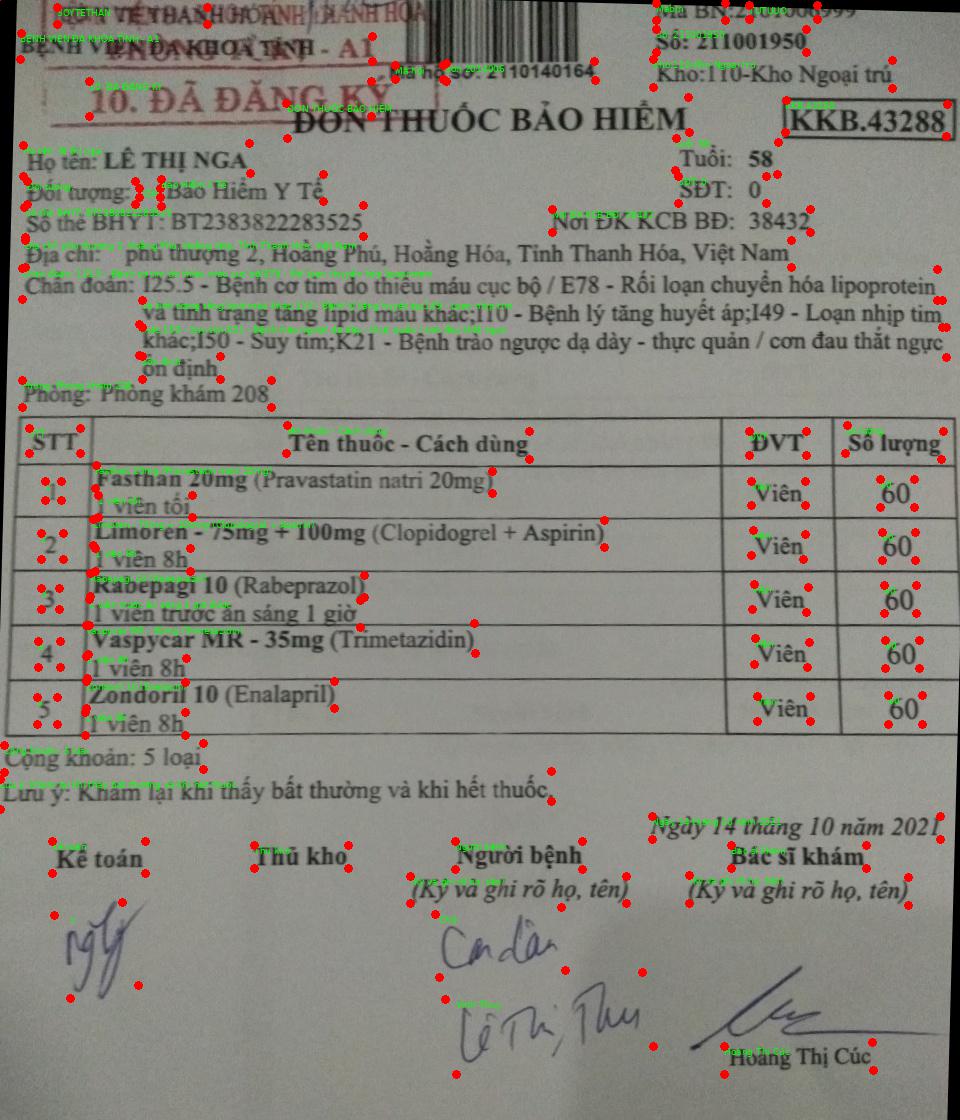 BỆNH VIỆN ĐA KHOA TỈNH - A1
10. ĐÃ ĐĂNG KÝ
Mã BN:
Số: 211001950
Kho:110-Kho Ngoại trú
ĐƠN THUỐC BẢO HIỂM
KKB.43288
Họ tên: LÊ THỊ NGA
Tuổi: 58
Đối tượng: Bảo Hiểm Y Tế
SĐT: 0
Số thẻ BHYT: BT2383822283525
Nơi ĐK KCB BĐ: 38432
Địa chỉ: phú thượng 2, Hoằng Phú, Hoằng Hóa, Tỉnh Thanh Hóa, Việt Nam
Chẩn đoán: I25.5 - Bệnh cơ tim do thiếu máu cục bộ / E78 - Rối loạn chuyển hóa lipoprotein
và tình trạng tăng lipid máu khác;I10 - Bệnh lý tăng huyết áp;I49 - Loạn nhịp tim
khác;I50 - Suy tim;K21 - Bệnh trào ngược dạ dày - thực quản / cơn đau thắt ngực
ổn định
Phòng: Phòng khám 208
STT Tên thuốc - Cách dùng ĐVT Số lượng
1 Fasthan 20mg (Pravastatin natri 20mg) Viên 60
1 viên tối
2 Limoren - 75mg + 100mg (Clopidogrel + Aspirin) Viên 60
1 viên 8h
3 Rabepagi 10 (Rabeprazol) Viên 60
1 viên trước ăn sáng 1 giờ
4 Vaspycar MR - 35mg (Trimetazidin) Viên 60
1 viên 8h
5 Zondoril 10 (Enalapril) Viên 60
1 viên 8h
Cộng khoản: 5 loại
Lưu ý: Khám lại khi thấy bất thường và khi hết thuốc.
Ngày 14 tháng 10 năm 2021
Kế toán Thủ kho Người bệnh Bác sĩ khám
(Ký và ghi rõ họ, tên) (Ký và ghi rõ họ, tên)
Lê Thị Thu
Hoàng Thị Cúc